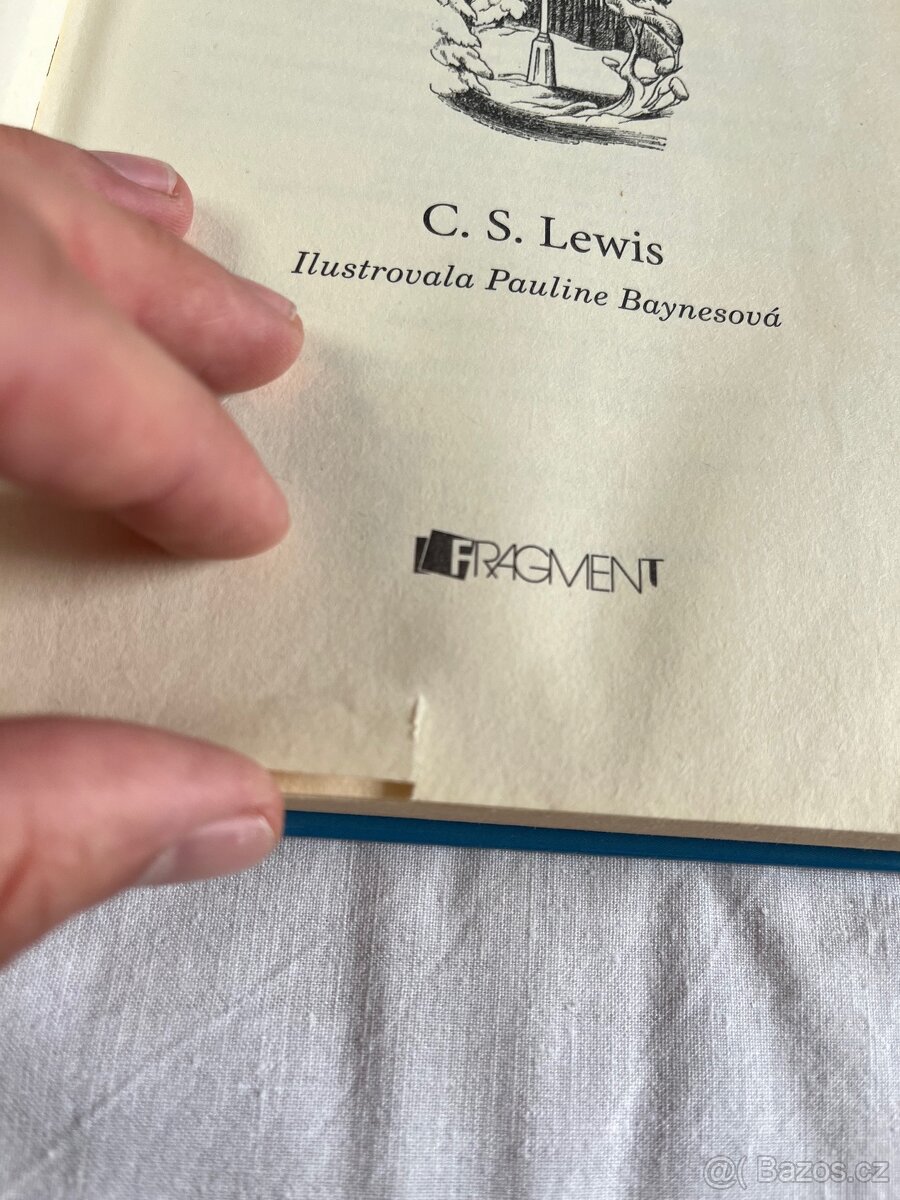 C. S. Lewis
Ilustrovala Pauline Baynesová
FRAGMENT
@( Bazos.cz